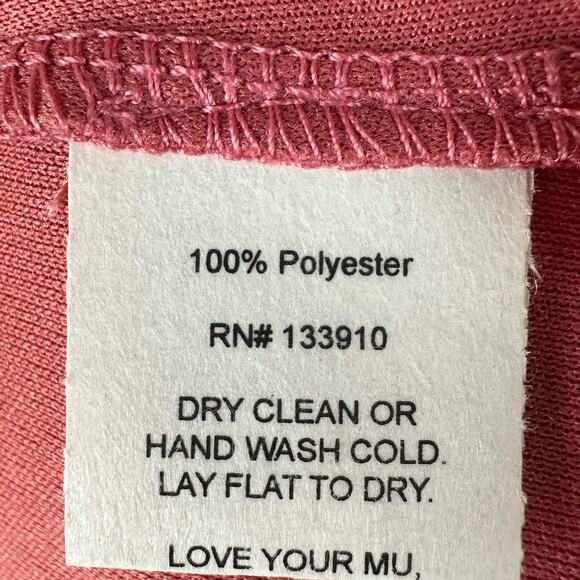 100% Polyester
RN# 133910
DRY CLEAN OR
HAND WASH COLD.
LAY FLAT TO DRY.
LOVE YOUR MU,